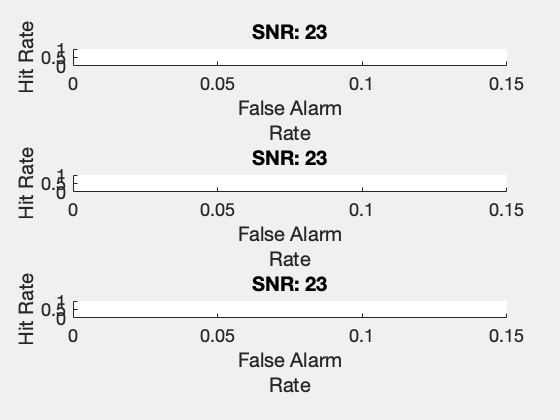 SNR: 23
Hit Rate
1
0.5
0
0 0.05 0.1 0.15
False Alarm
Rate
SNR: 23
Hit Rate
1
0.5
0
0 0.05 0.1 0.15
False Alarm
Rate
SNR: 23
Hit Rate
1
0.5
0
0 0.05 0.1 0.15
False Alarm
Rate